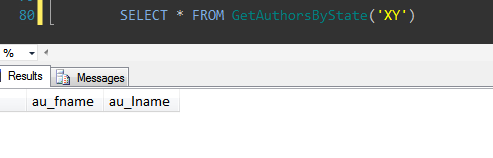 80 SELECT * FROM GetAuthorsByState('XY')
%
Results Messages
au_fname au_lname